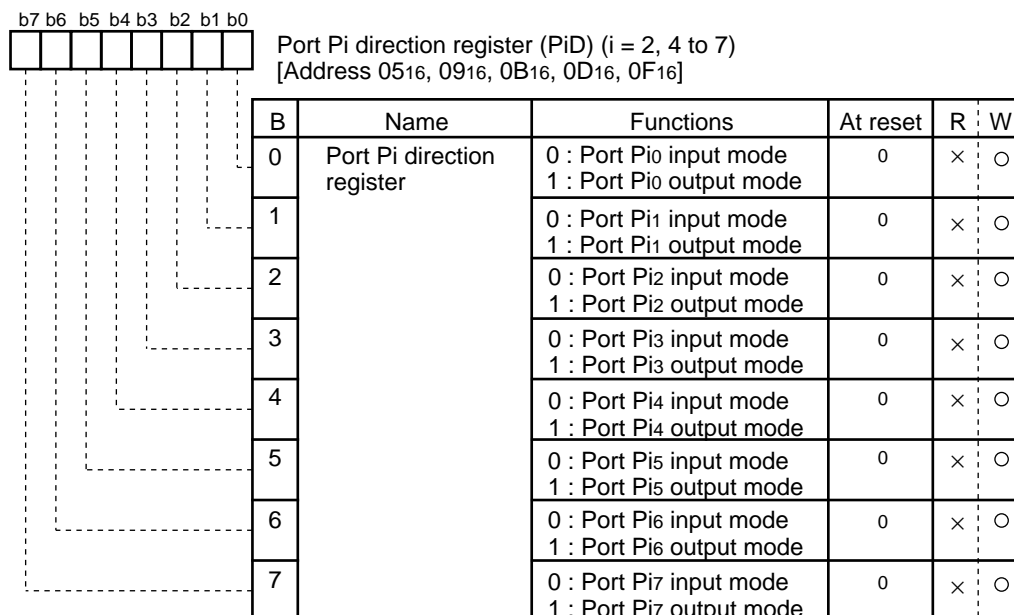 b7 b6 b5 b4 b3 b2 b1 b0
Port Pi direction register (PiD) (i = 2, 4 to 7)
[Address 0516, 0916, 0B16, 0D16, 0F16]
B Name Functions At reset R W
0 Port Pi direction 0 : Port Pi0 input mode 0 × ○
register 1 : Port Pi0 output mode
1 0 : Port Pi1 input mode 0 × ○
1 : Port Pi1 output mode
2 0 : Port Pi2 input mode 0 × ○
1 : Port Pi2 output mode
3 0 : Port Pi3 input mode 0 × ○
1 : Port Pi3 output mode
4 0 : Port Pi4 input mode 0 × ○
1 : Port Pi4 output mode
5 0 : Port Pi5 input mode 0 × ○
1 : Port Pi5 output mode
6 0 : Port Pi6 input mode 0 × ○
1 : Port Pi6 output mode
7 0 : Port Pi7 input mode 0 × ○
1 : Port Pi7 output mode